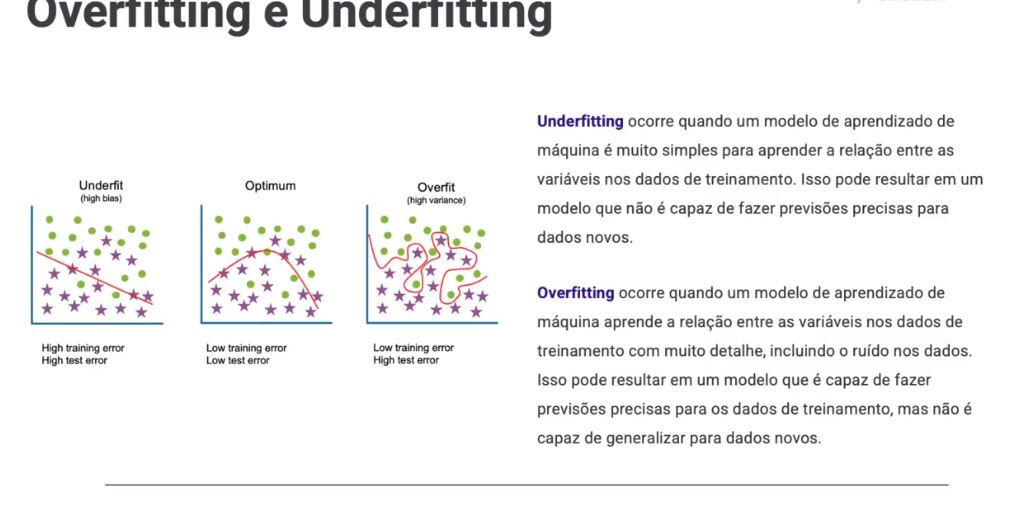 Overfitting e Underfitting
Underfit
(high bias)
High training error
High test error
Optimum
Low training error
Low test error
Overfit
(high variance)
Low training error
High test error
Underfitting ocorre quando um modelo de aprendizado de
máquina é muito simples para aprender a relação entre as
variáveis nos dados de treinamento. Isso pode resultar em um
modelo que não é capaz de fazer previsões precisas para
dados novos.
Overfitting ocorre quando um modelo de aprendizado de
máquina aprende a relação entre as variáveis nos dados de
treinamento com muito detalhe, incluindo o ruído nos dados.
Isso pode resultar em um modelo que é capaz de fazer
previsões precisas para os dados de treinamento, mas não é
capaz de generalizar para dados novos.